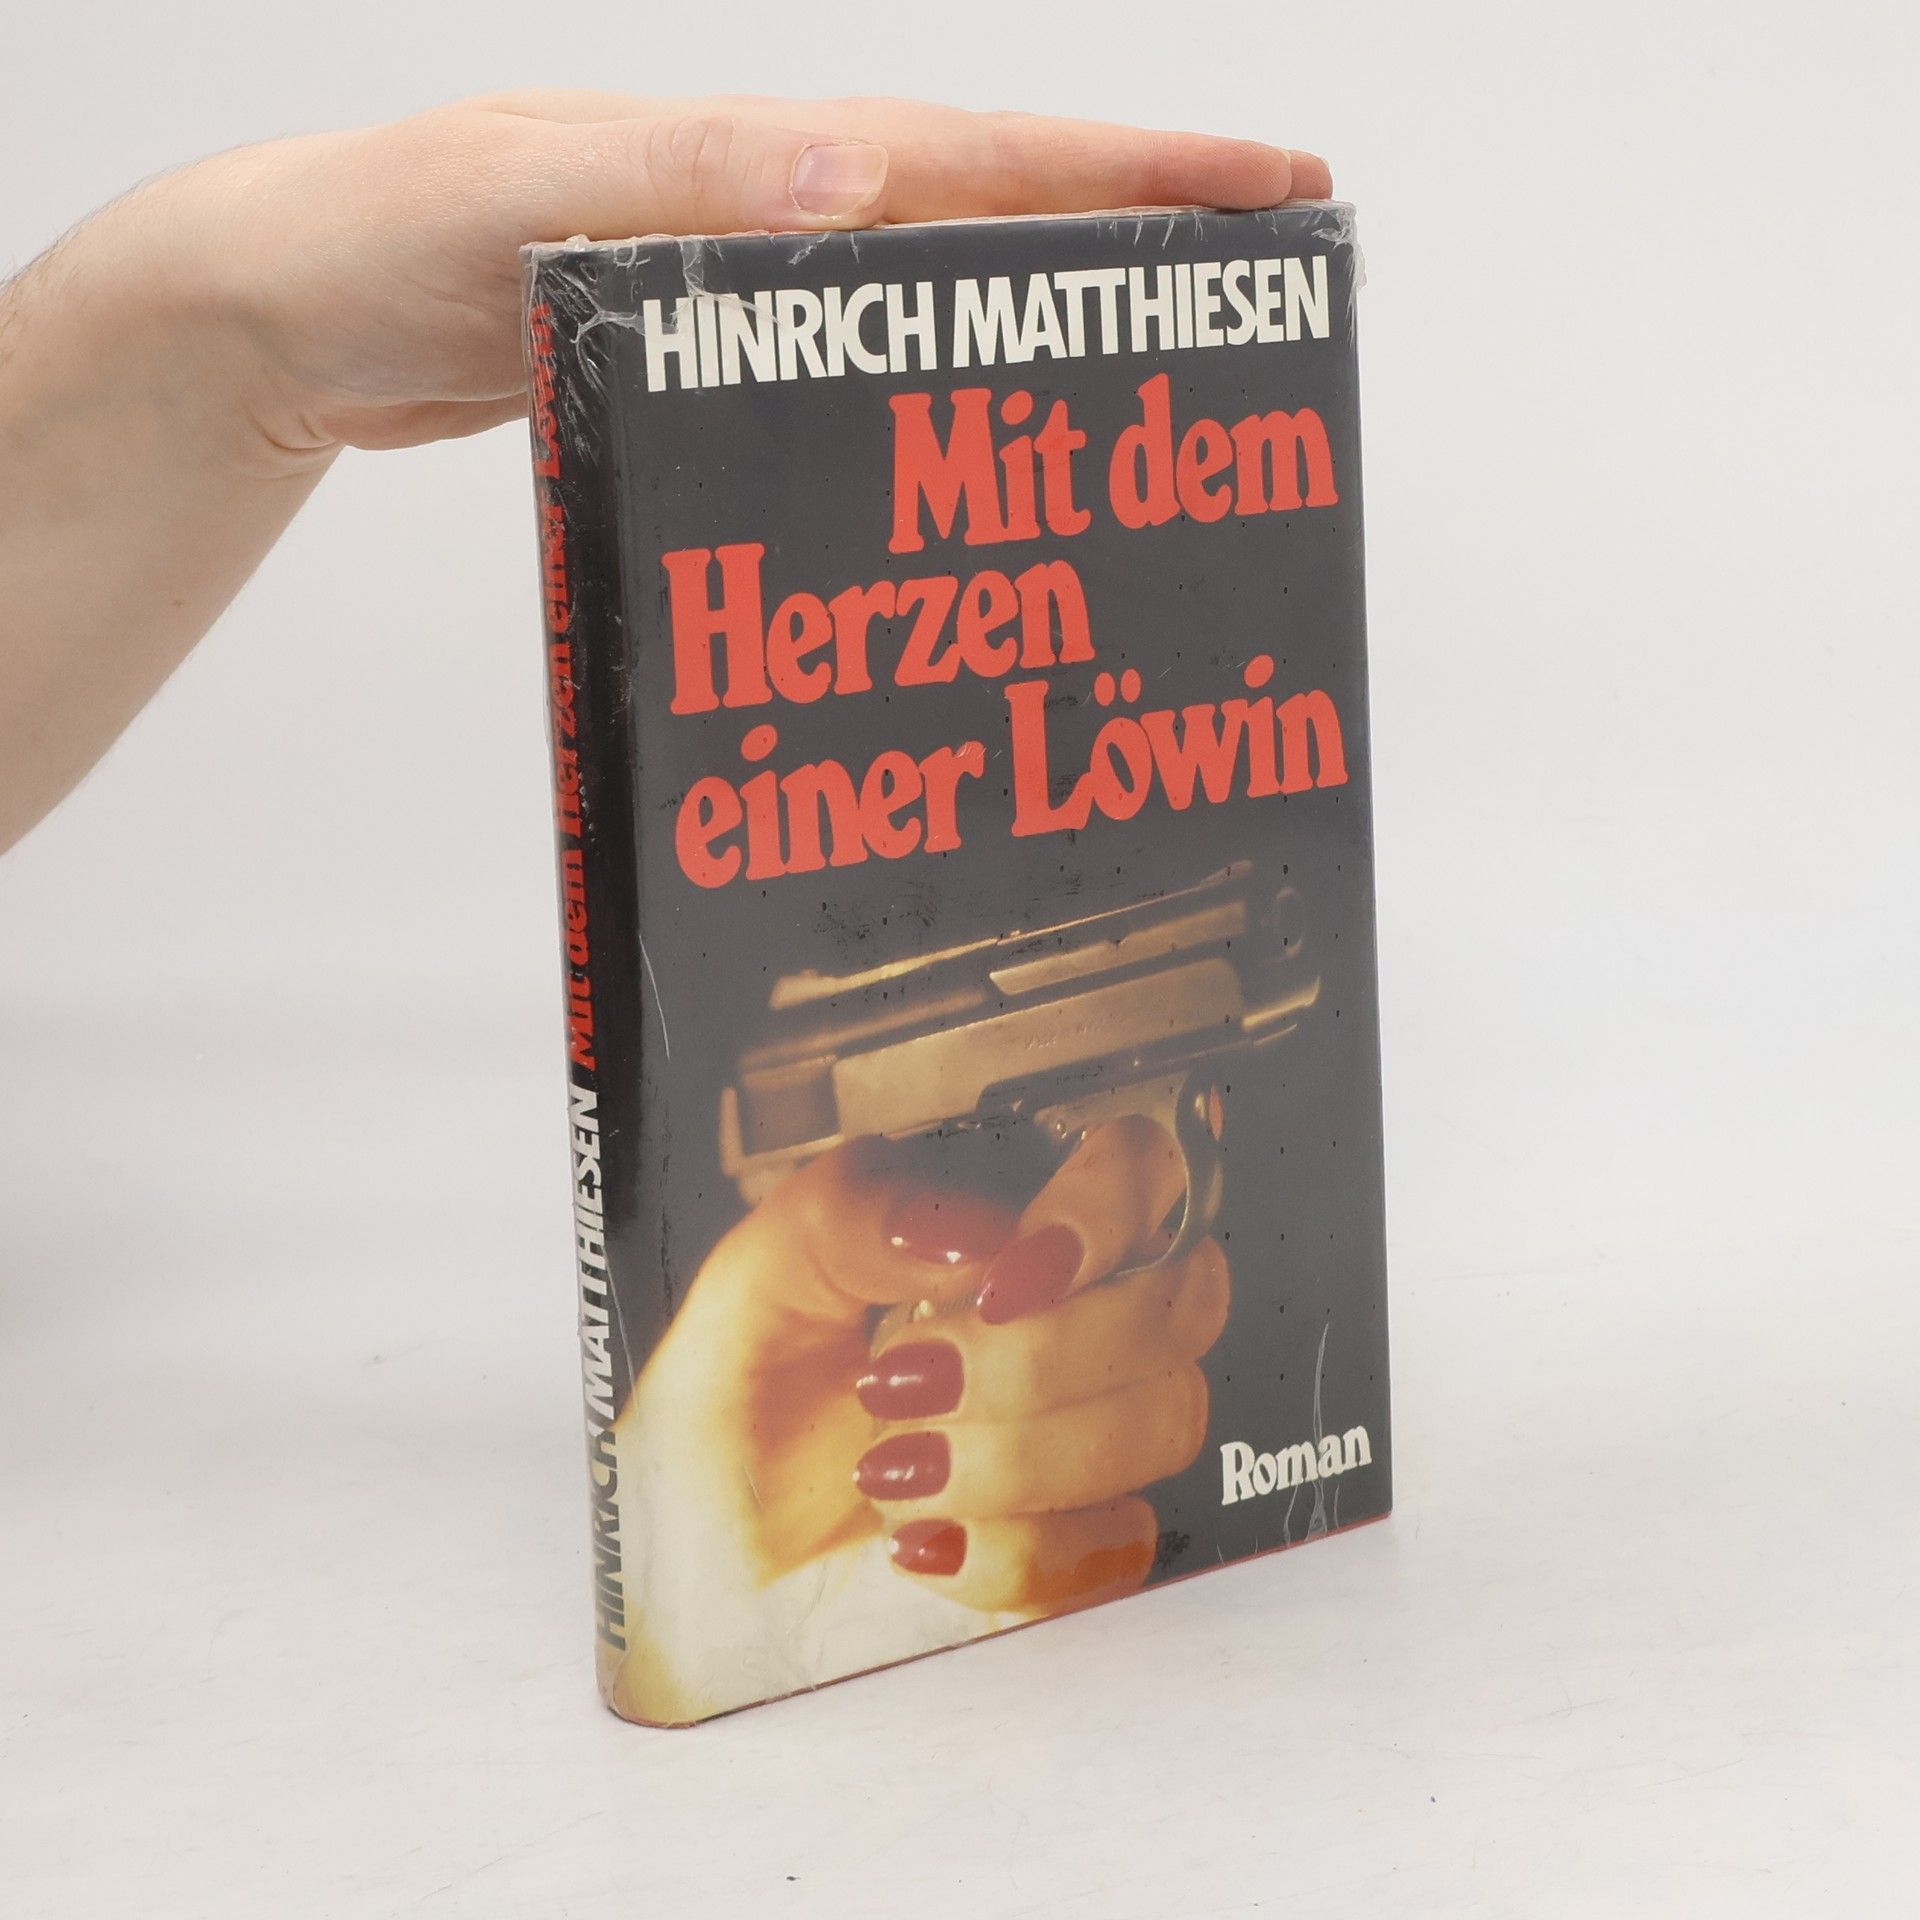 HINRICH MATTHIESEN
Mit dem
Herzen
einer Löwin
Roman
HINRICH MATTHIESEN Mit dem Herzen einer Löwin